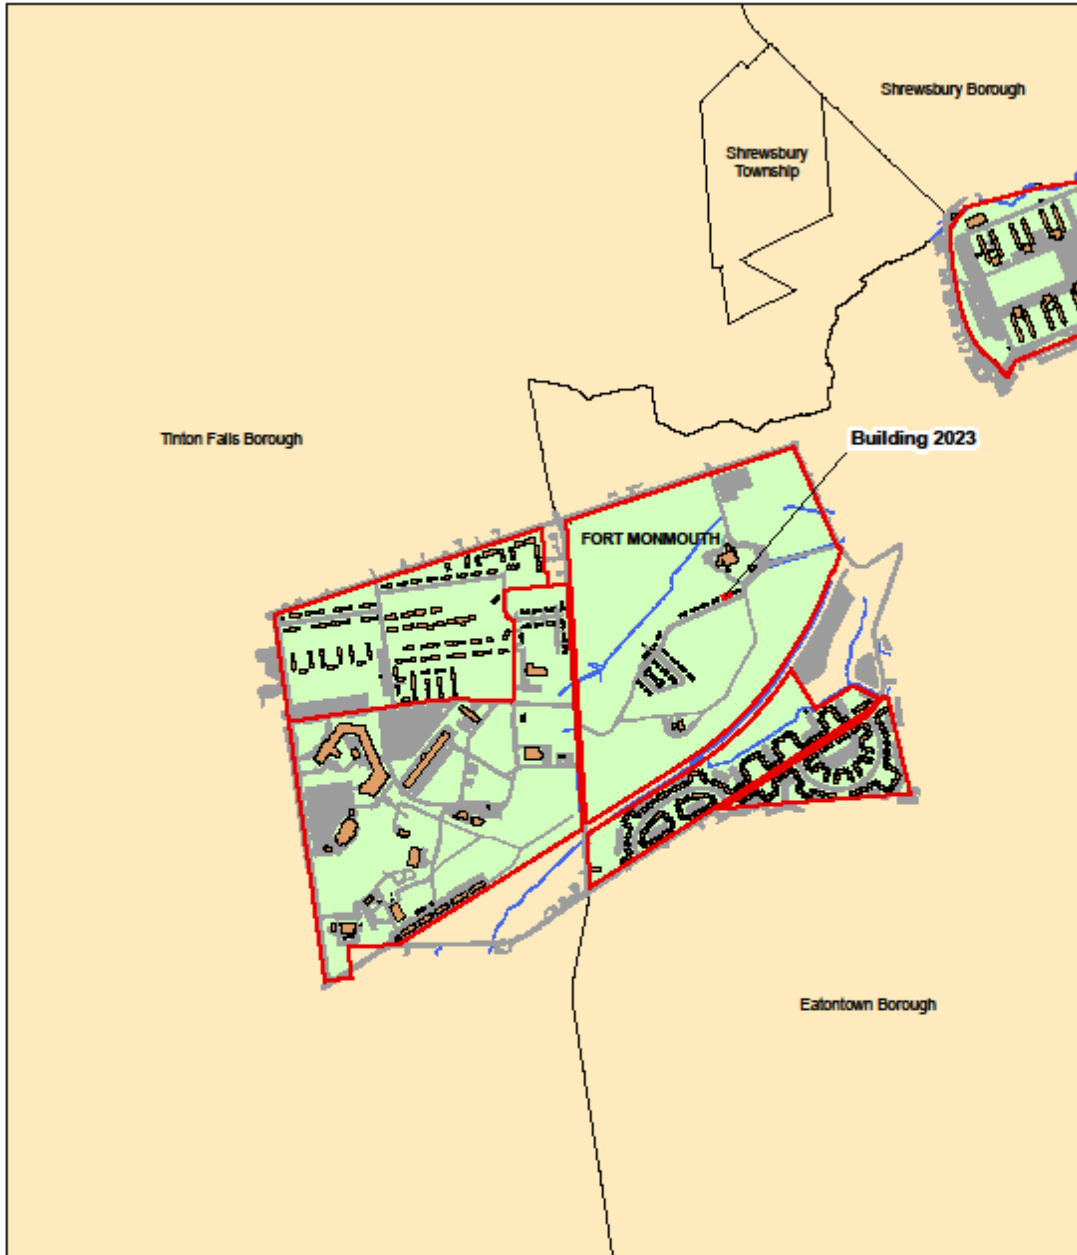 Shrewsbury Borough
Shrewsbury
Township
Tinton Falls Borough
Building 2023
FORT MONMOUTH
Eatontown Borough